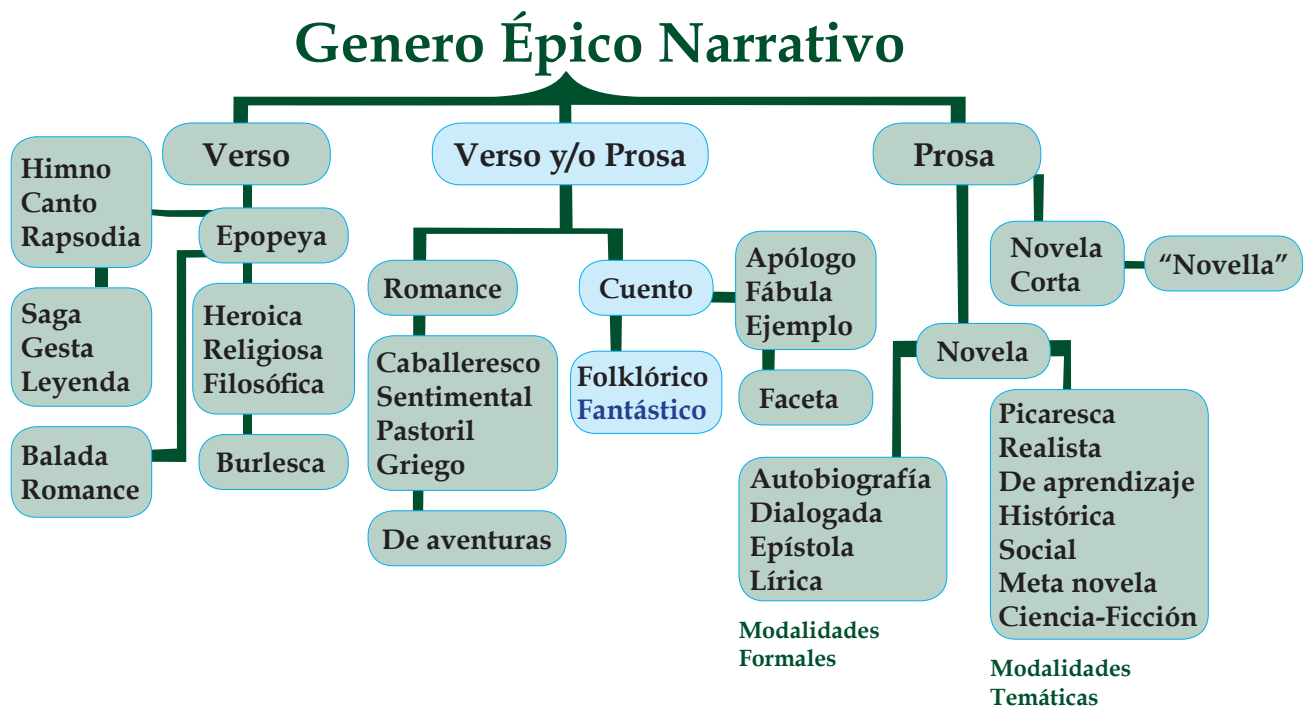 Genero Épico Narrativo
Verso
Himno
Canto
Rapsodia
Epopeya
Saga
Gesta
Leyenda
Heroica
Religiosa
Filosófica
Balada
Romance
Burlesca
Verso y/o Prosa
Romance
Caballeresco
Sentimental
Pastoril
Griego
De aventuras
Cuento
Folklórico
Fantástico
Apólogo
Fábula
Ejemplo
Faceta
Prosa
Novela
Corta
“Novella”
Novela
Autobiografía
Dialogada
Epístola
Lírica
Modalidades
Formales
Picaresca
Realista
De aprendizaje
Histórica
Social
Meta novela
Ciencia-Ficción
Modalidades
Temáticas